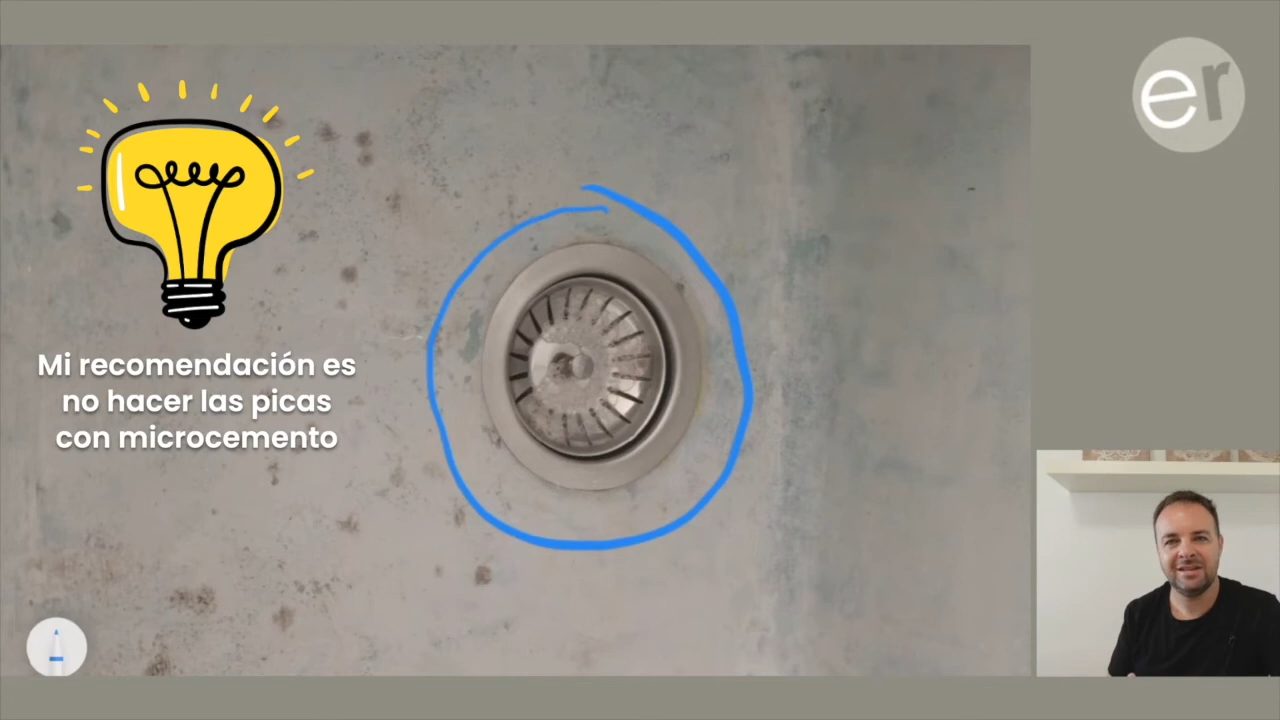 er
Mi recomendación es
no hacer las picas
con microcemento